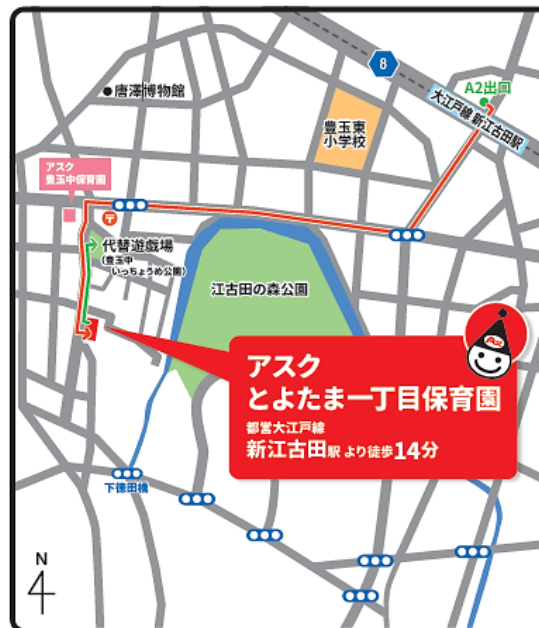 8
A2出口
大江戸線 新江古田駅
唐澤博物館
豊玉東
小学校
アスク
豊玉中保育園
〒
代替遊戯場
(豊玉中
いっちょうめ公園)
江古田の森公園
アスク
とよたま一丁目保育園
都営大江戸線
新江古田駅 より徒歩14分
下徳田橋
N